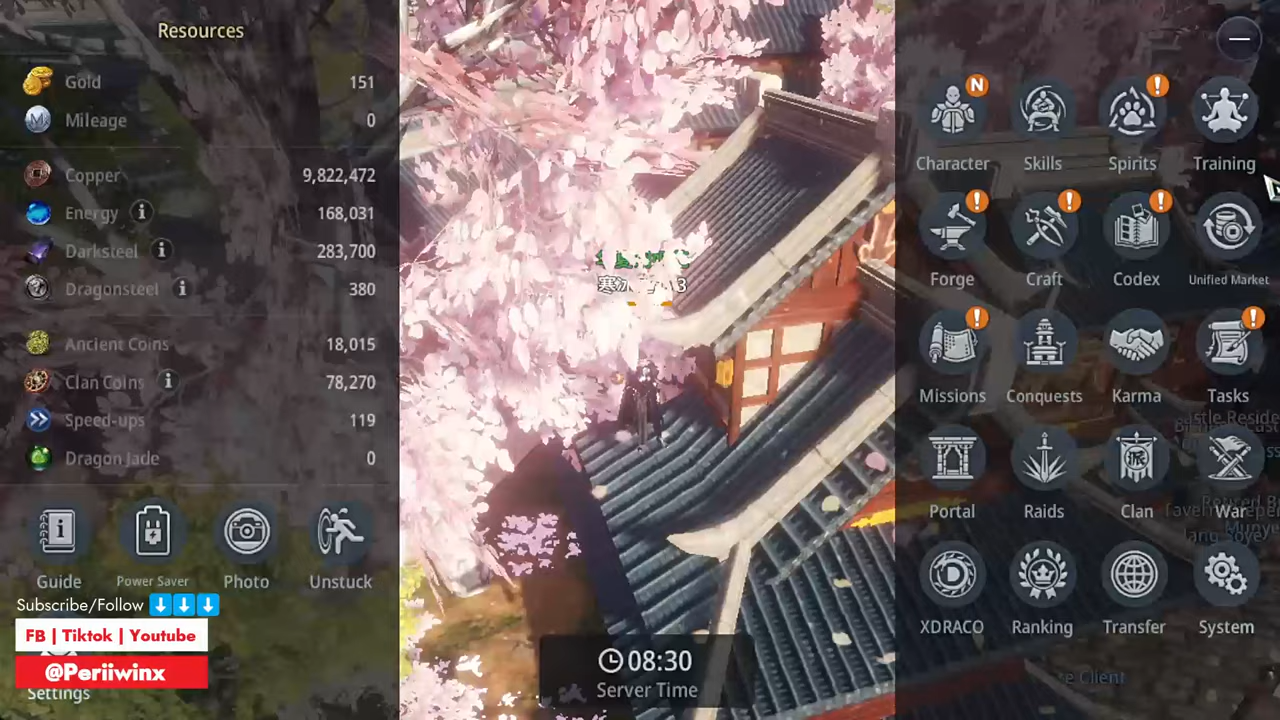 Resources
Gold 151
Mileage 0
Copper 9,822,472
Energy 168,031
Darksteel 283,700
Dragonsteel 380
Ancient Coins 18,015
Clan Coins 78,270
Speed-ups 119
Dragon Jade 0
Guide Power Saver Photo Unstuck
Subscribe/Follow
FB | Tiktok | Youtube
@Periiwinx
Settings
08:30
Server Time
N ! 
Character Skills Spirits Training
! ! !
Forge Craft Codex Unified Market
! !
Missions Conquests Karma Tasks
派
Portal Raids Clan War
XDRACO Ranking Transfer System